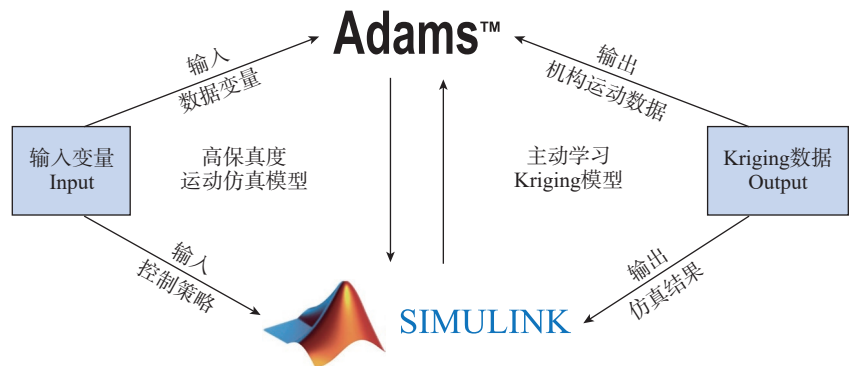 Adams™
输入
数据变量
输出
机构运动数据
输入变量
Input
高保真度
运动仿真模型
主动学习
Kriging模型
Kriging数据
Output
输入
控制策略
输出
仿真结果
SIMULINK